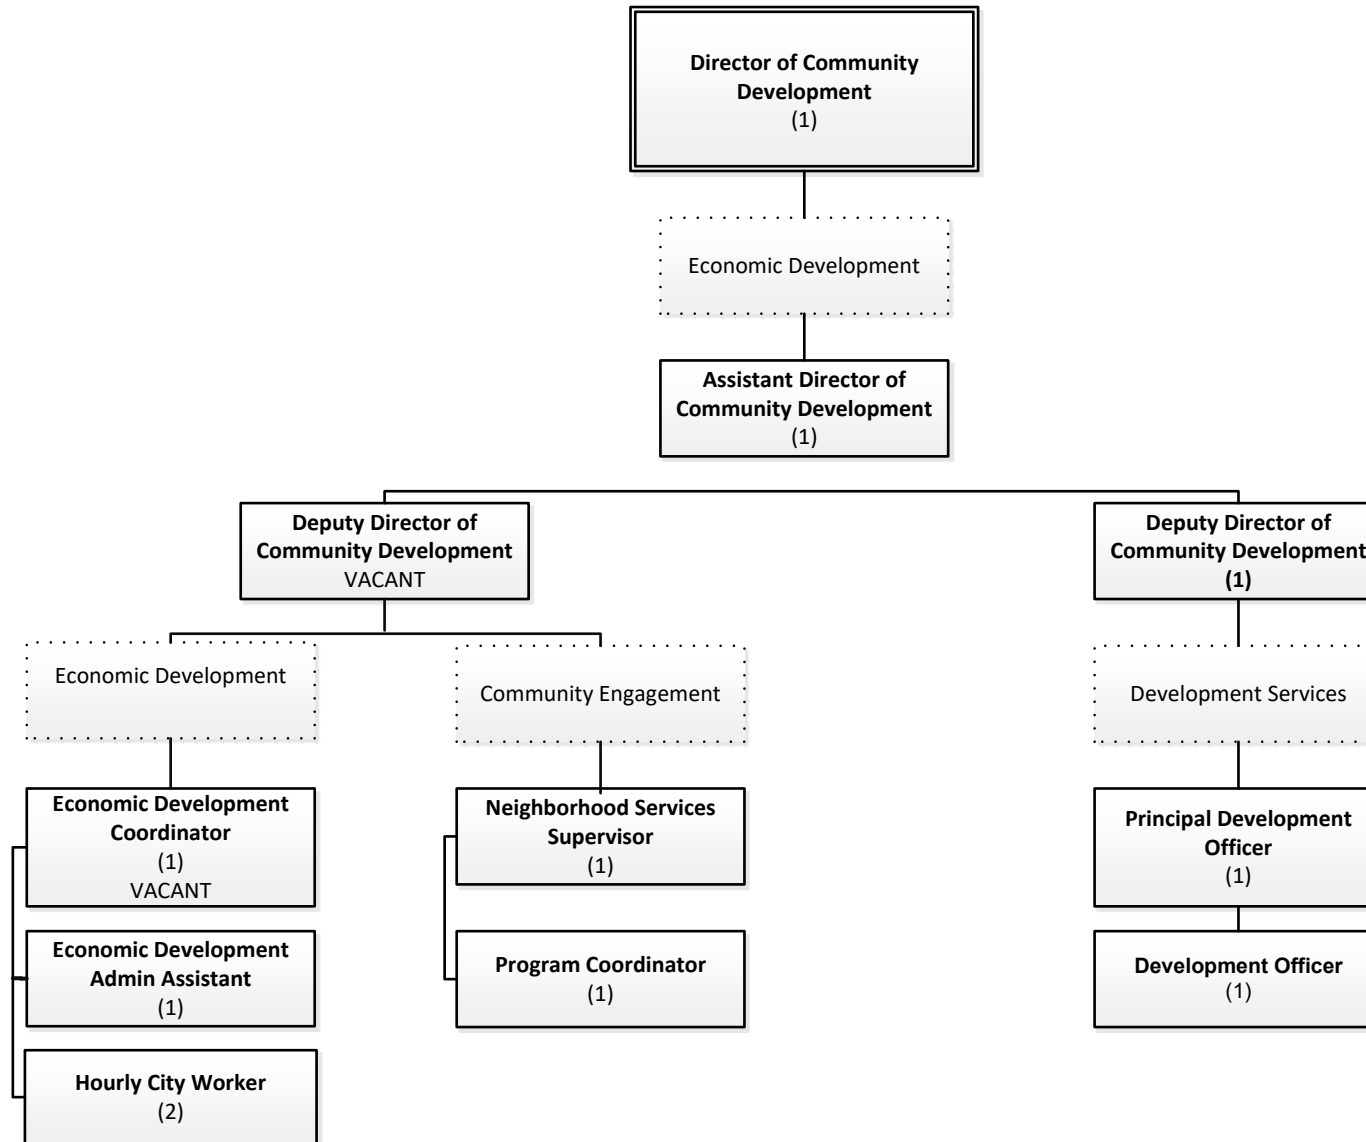 Director of Community
Development
(1)
Economic Development
Assistant Director of
Community Development
(1)
Deputy Director of
Community Development
VACANT
Deputy Director of
Community Development
(1)
Economic Development
Community Engagement
Development Services
Economic Development
Coordinator
(1)
VACANT
Neighborhood Services
Supervisor
(1)
Principal Development
Officer
(1)
Economic Development
Admin Assistant
(1)
Program Coordinator
(1)
Development Officer
(1)
Hourly City Worker
(2)